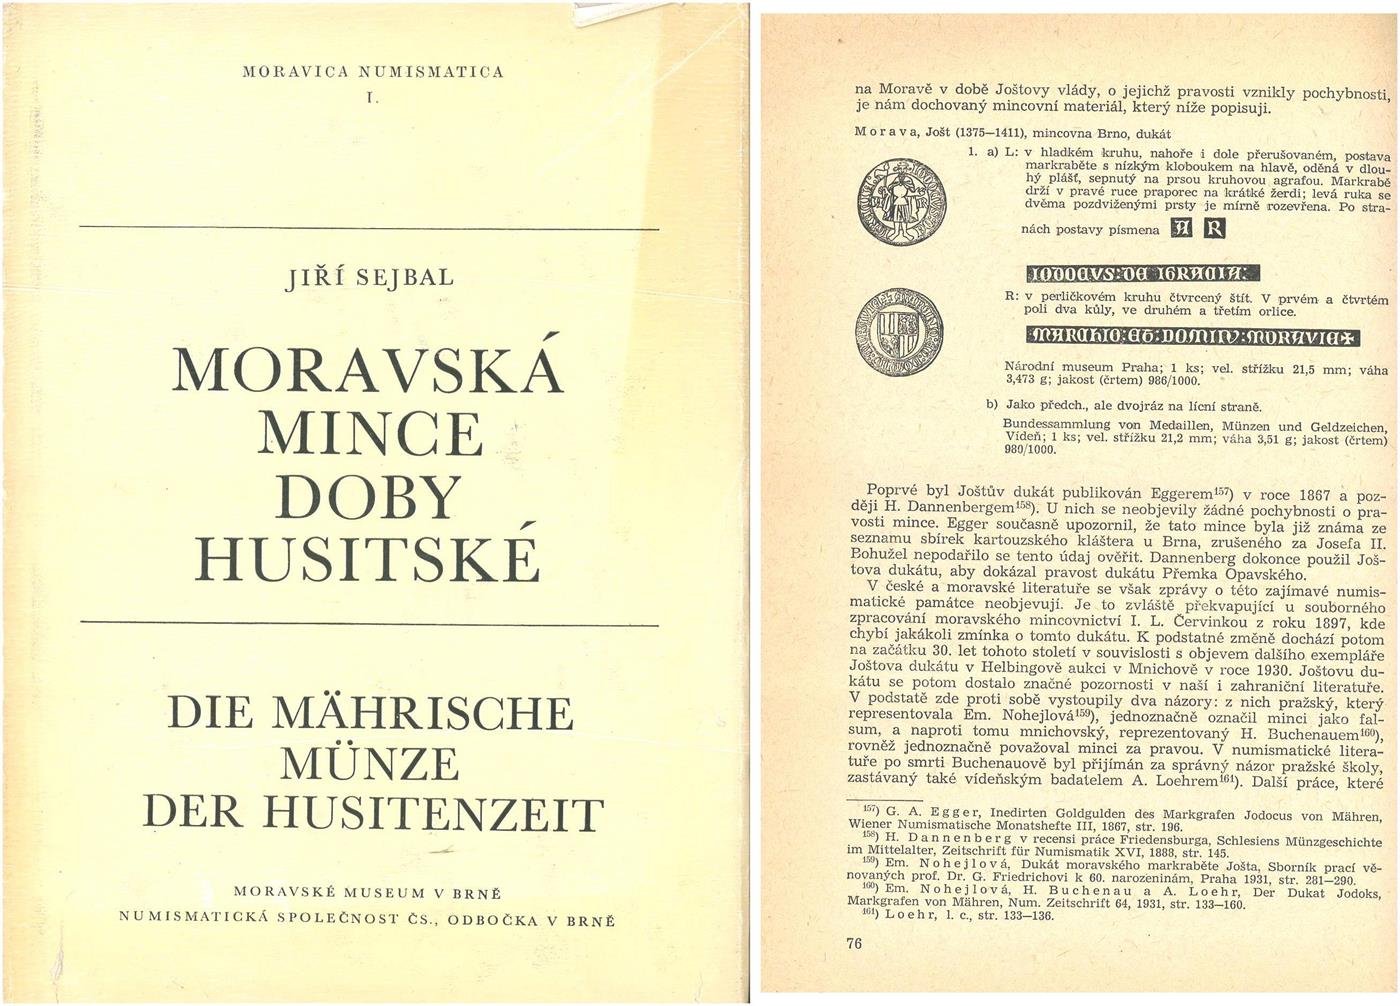 MORAVICA NUMISMATICA
I.
JIŘÍ SEJBAL
MORAVSKÁ
MINCE
DOBY
HUSITSKÉ
DIE MÄHRISCHE
MÜNZE
DER HUSITENZEIT
MORAVSKÉ MUSEUM V BRNĚ
NUMISMATICKÁ SPOLEČNOST ČS., ODBOČKA V BRNĚ
na Moravě v době Joštovy vlády, o jejichž pravosti vznikly pochybnosti,
je nám dochovaný mincovní materiál, který níže popisuji.
Morava, Jošt (1375—1411), mincovna Brno, dukát
1. a) L: v hladkém kruhu, nahoře i dole přerušovaném, postava
markraběte s nízkým kloboukem na hlavě, oděná v dlou-
hý plášť, sepnutý na prsou kruhovou agrafou. Markrabě
drží v pravé ruce praporec na krátké žerdi; levá ruka se
dvěma pozdviženými prsty je mírně rozevřena. Po stra-
nách postavy písmena A R
IODOCVS: DE IGRACIA:
R: v perličkovém kruhu čtvrcený štít. V prvém a čtvrtém
poli dva kůly, ve druhém a třetím orlice.
MARCHIO: ET: DOMINV: MORAVIE+
Národní museum Praha; 1 ks; vel. střížku 21,5 mm; váha
3,473 g; jakost (črtem) 986/1000.
b) Jako předch., ale dvojráz na lícní straně.
Bundessammlung von Medaillen, Münzen und Geldzeichen,
Vídeň; 1 ks; vel. střížku 21,2 mm; váha 3,51 g; jakost (črtem)
980/1000.
Poprvé byl Joštův dukát publikován Eggerem157) v roce 1867 a poz-
ději H. Dannenbergem158). U nich se neobjevily žádné pochybnosti o pra-
vosti mince. Egger současně upozornil, že tato mince byla již známa ze
seznamu sbírek kartouzského kláštera u Brna, zrušeného za Josefa II.
Bohužel nepodařilo se tento údaj ověřit. Dannenberg dokonce použil Još-
tova dukátu, aby dokázal pravost dukátu Přemka Opavského.
V české a moravské literatuře se však zprávy o této zajímavé numis-
matické památce neobjevují. Je to zvláště překvapující u souborného
zpracování moravského mincovnictví I. L. Červinkou z roku 1897, kde
chybí jakákoli zmínka o tomto dukátu. K podstatné změně dochází potom
na začátku 30. let tohoto století v souvislosti s objevem dalšího exempláře
Joštova dukátu v Helbingově aukci v Mnichově v roce 1930. Joštovu du-
kátu se potom dostalo značné pozornosti v naší i zahraniční literatuře.
V podstatě zde proti sobě vystoupily dva názory: z nich pražský, který
representovala Em. Nohejlová159), jednoznačně označil minci jako fal-
sum, a naproti tomu mnichovský, reprezentovaný H. Buchenauem160),
rovněž jednoznačně považoval minci za pravou. V numismatické litera-
tuře po smrti Buchenauově byl přijímán za správný názor pražské školy,
zastávaný také vídeňským badatelem A. Loehrem161). Další práce, které
157) G. A. Egger, Inedirten Goldgulden des Markgrafen Jodocus von Mähren,
Wiener Numismatische Monatshefte III, 1867, str. 196.
158) H. Dannenberg v recensi práce Friedensburga, Schlesiens Münzgeschichte
im Mittelalter, Zeitschrift für Numismatik XVI, 1888, str. 145.
159) Em. Nohejlová, Dukát moravského markraběte Jošta, Sborník prací vě-
novaných prof. Dr. G. Friedrichovi k 60. narozeninám, Praha 1931, str. 281—290.
160) Em. Nohejlová, H. Buchenau a A. Loehr, Der Dukat Jodoks,
Markgrafen von Mähren, Num. Zeitschrift 64, 1931, str. 133—160.
161) Loehr, l. c., str. 133—136.
76